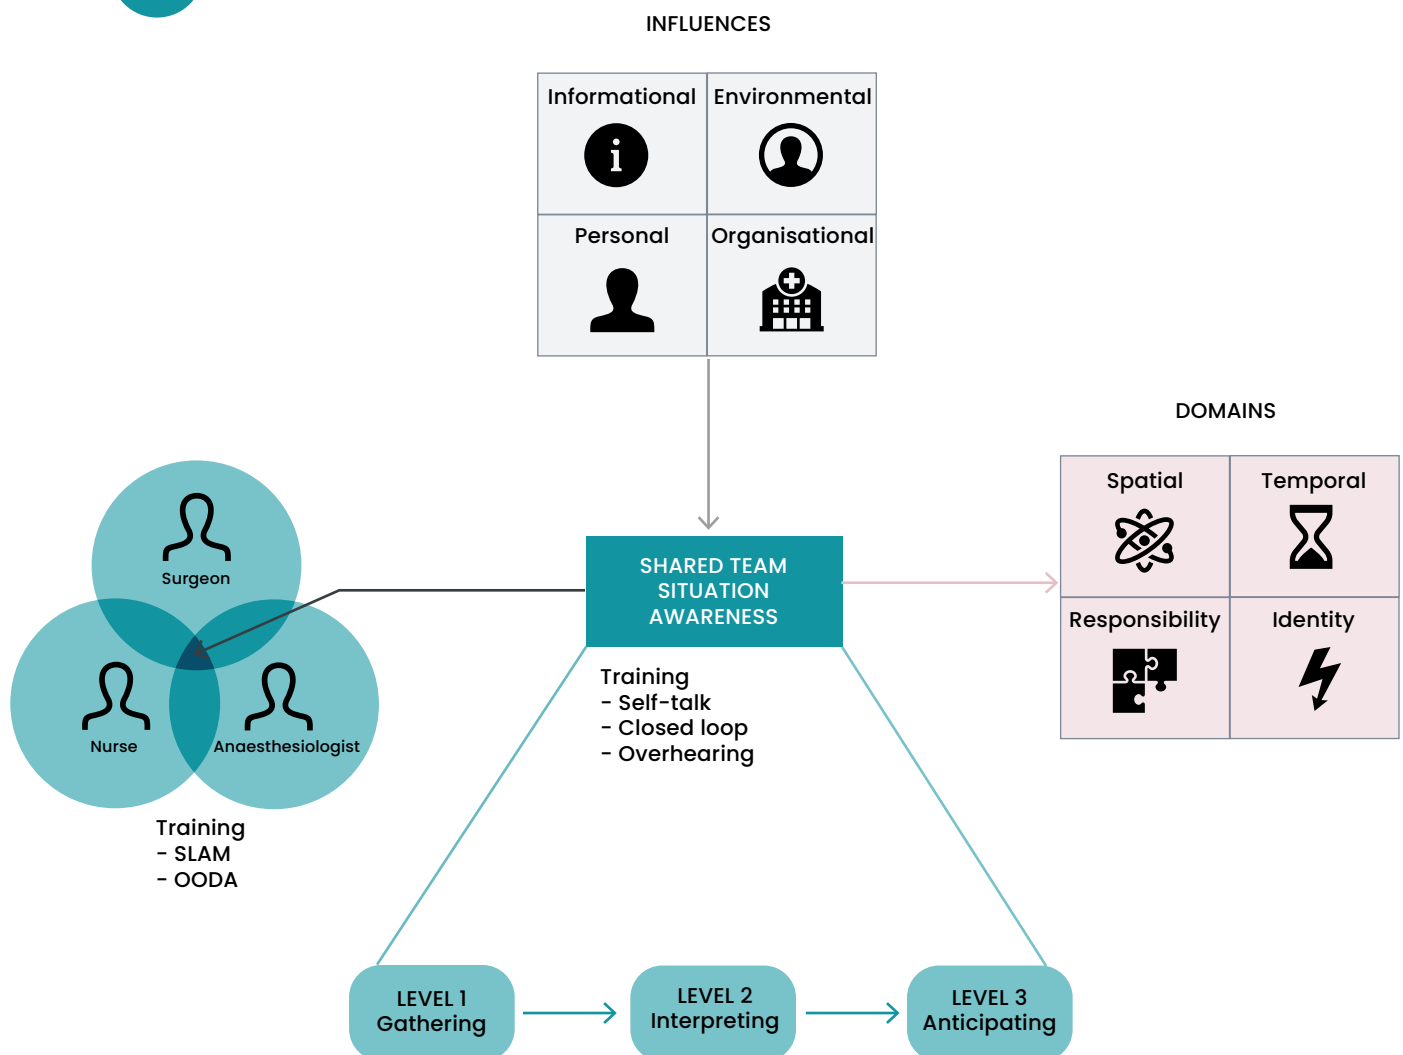 INFLUENCES
Informational
Environmental
Personal
Organisational
DOMAINS
Spatial
Temporal
Responsibility
Identity
SHARED TEAM
SITUATION
AWARENESS
Training
- Self-talk
- Closed loop
- Overhearing
Surgeon
Nurse
Anaesthesiologist
Training
- SLAM
- OODA
LEVEL 1
Gathering
LEVEL 2
Interpreting
LEVEL 3
Anticipating